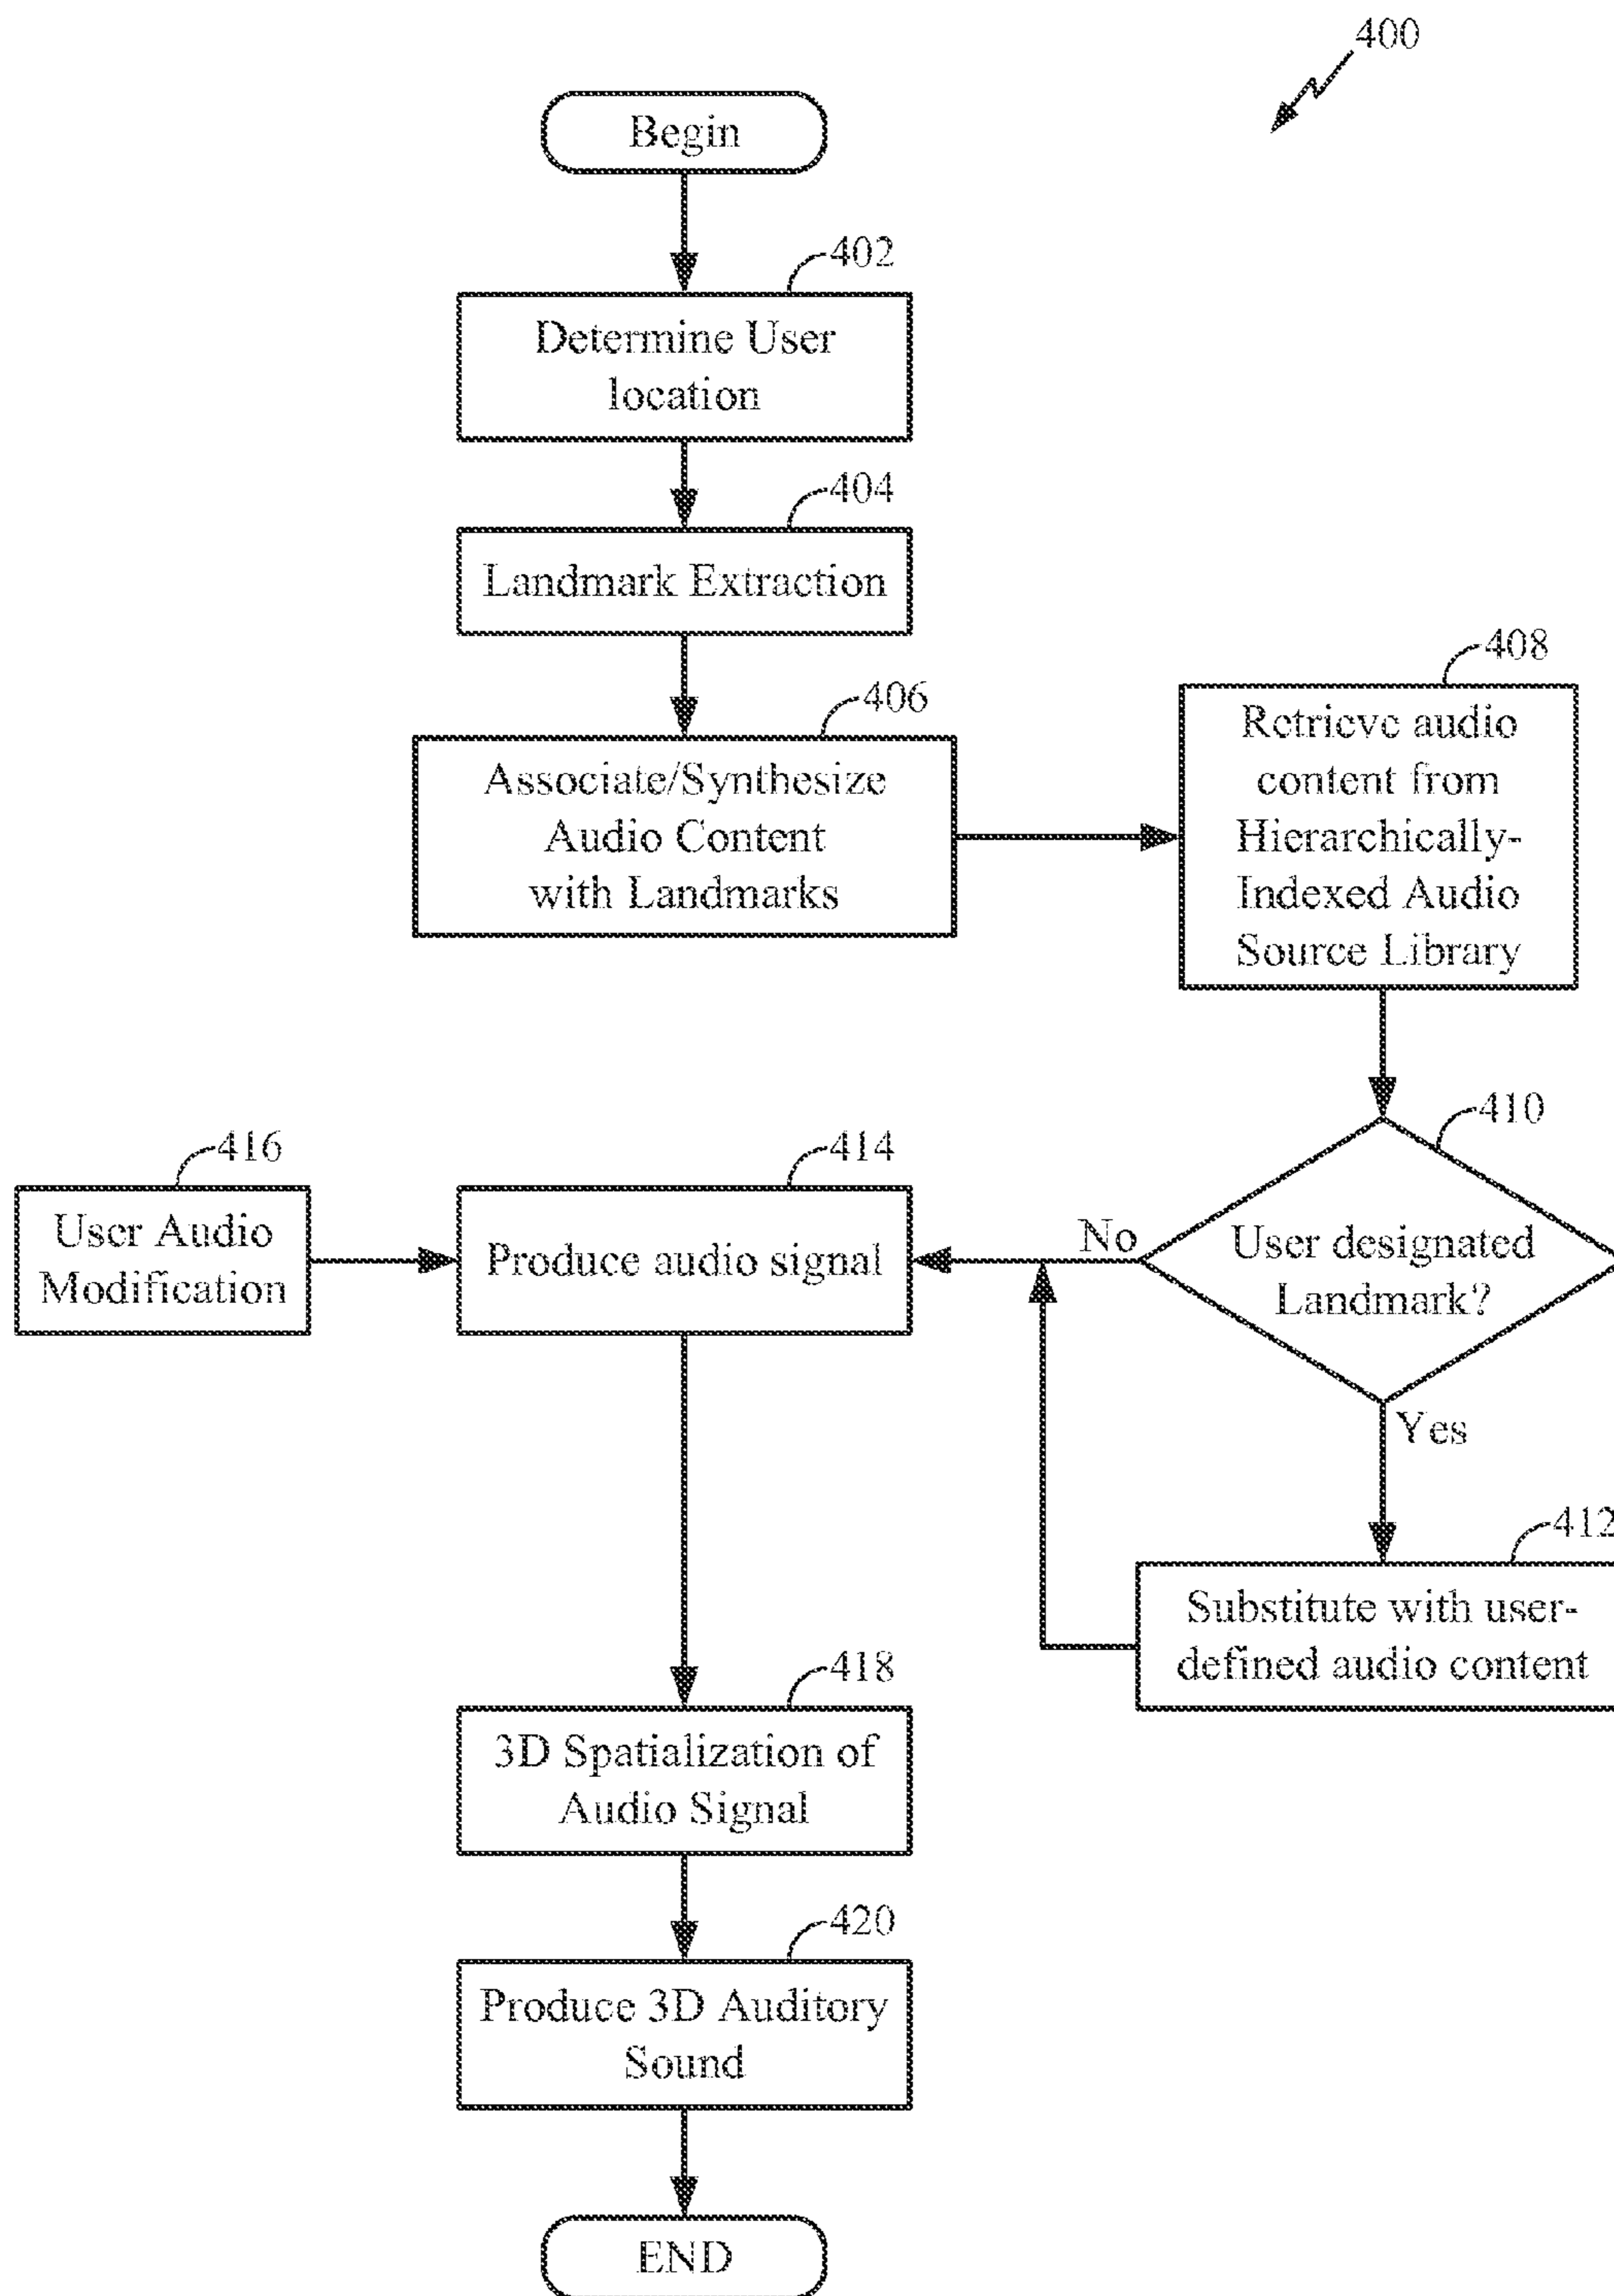 400
Begin
402
Determine User
location
404
Landmark Extraction
406
Associate/Synthesize
Audio Content
with Landmarks
408
Retrieve audio
content from
Hierarchically-
Indexed Audio
Source Library
410
User designated
Landmark?
No
Yes
412
Substitute with user-
defined audio content
414
Produce audio signal
416
User Audio
Modification
418
3D Spatialization of
Audio Signal
420
Produce 3D Auditory
Sound
END